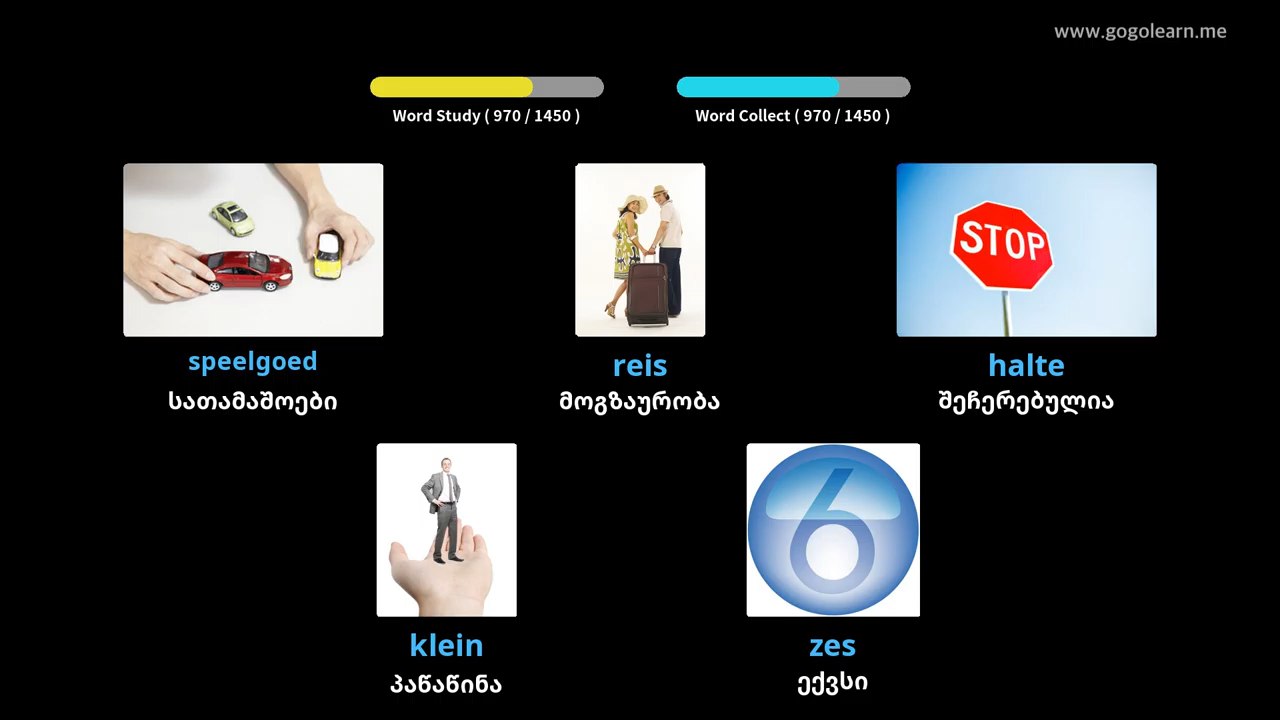 www.gogolearn.me
Word Study ( 970 / 1450 )
Word Collect ( 970 / 1450 )
STOP
speelgoed
reis
halte
სათამაშოები
მოგზაურობა
შეჩერებულია
6
klein
zes
პაწაწინა
ექვსი